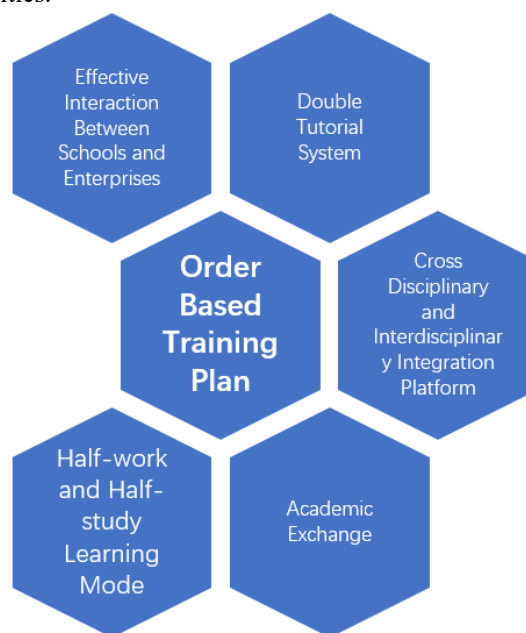 Effective
Interaction
Between
Schools and
Enterprises
Double
Tutorial
System
Order
Based
Training
Plan
Cross
Disciplinary
and
Interdisciplinar
y Integration
Platform
Half-work
and Half-
study
Learning
Mode
Academic
Exchange